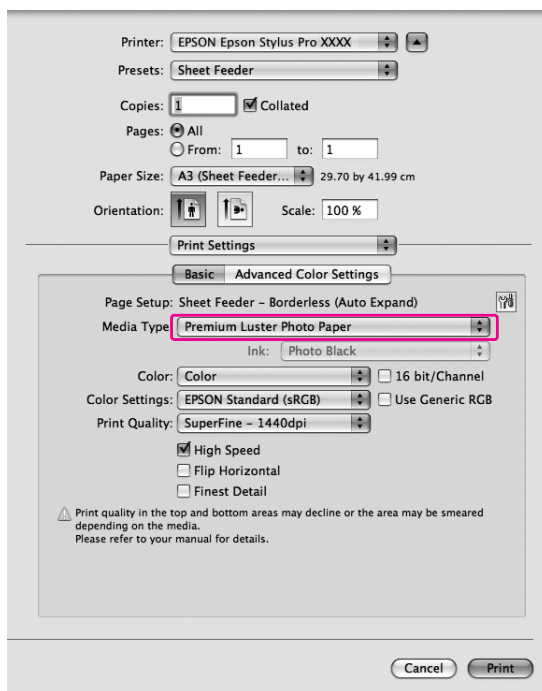 Printer: EPSON Epson Stylus Pro XXXX
Presets: Sheet Feeder
Copies: 1 Collated
Pages: All
From: 1 to: 1
Paper Size: A3 (Sheet Feeder... 29.70 by 41.99 cm
Orientation: Scale: 100 %
Print Settings
Basic Advanced Color Settings
Page Setup: Sheet Feeder - Borderless (Auto Expand)
Media Type Premium Luster Photo Paper
Ink: Photo Black
Color: Color 16 bit/Channel
Color Settings: EPSON Standard (sRGB) Use Generic RGB
Print Quality: SuperFine - 1440dpi
High Speed
Flip Horizontal
Finest Detail
Print quality in the top and bottom areas may decline or the area may be smeared
depending on the media.
Please refer to your manual for details.
Cancel Print